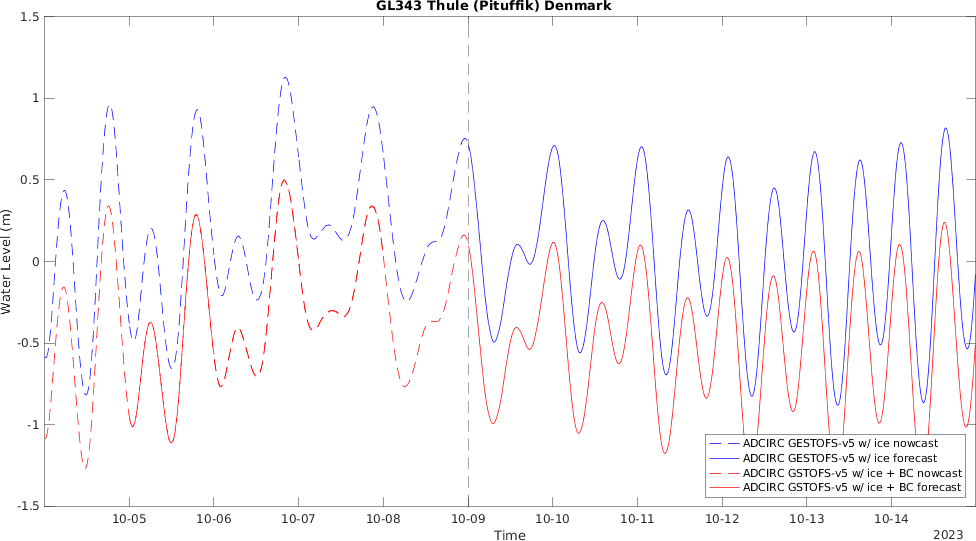 GL343 Thule (Pituffik) Denmark
1.5
1
0.5
0
-0.5
-1
-1.5
Water Level (m)
10-05 10-06 10-07 10-08 10-09 10-10 10-11 10-12 10-13 10-14
Time
2023
ADCIRC GESTOFS-v5 w/ ice nowcast
ADCIRC GESTOFS-v5 w/ ice forecast
ADCIRC GSTOFS-v5 w/ ice + BC nowcast
ADCIRC GSTOFS-v5 w/ ice + BC forecast